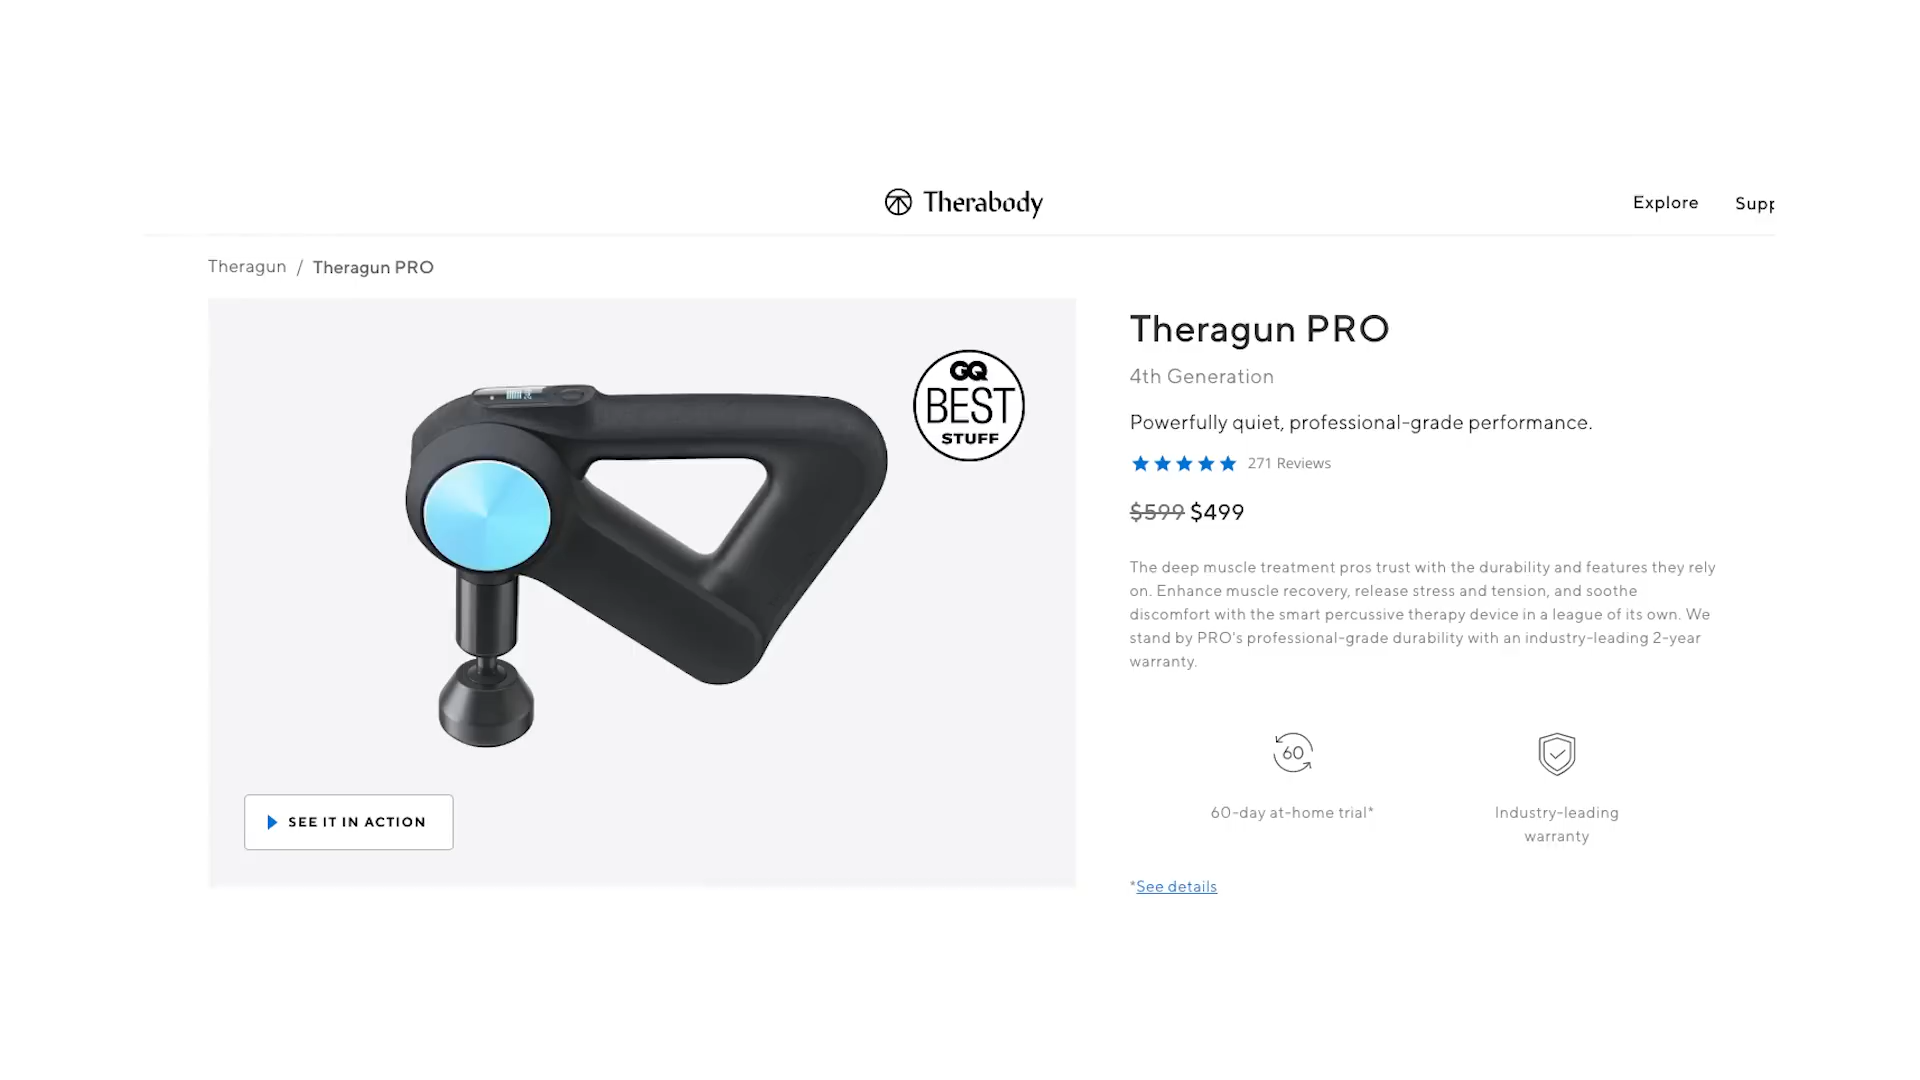 Therabody
Explore
Supp
Theragun / Theragun PRO
GQ
BEST
STUFF
SEE IT IN ACTION
Theragun PRO
4th Generation
Powerfully quiet, professional-grade performance.
271 Reviews
$599 $499
The deep muscle treatment pros trust with the durability and features they rely
on. Enhance muscle recovery, release stress and tension, and soothe
discomfort with the smart percussive therapy device in a league of its own. We
stand by PRO's professional-grade durability with an industry-leading 2-year
warranty.
60
60-day at-home trial*
Industry-leading
warranty
*See details